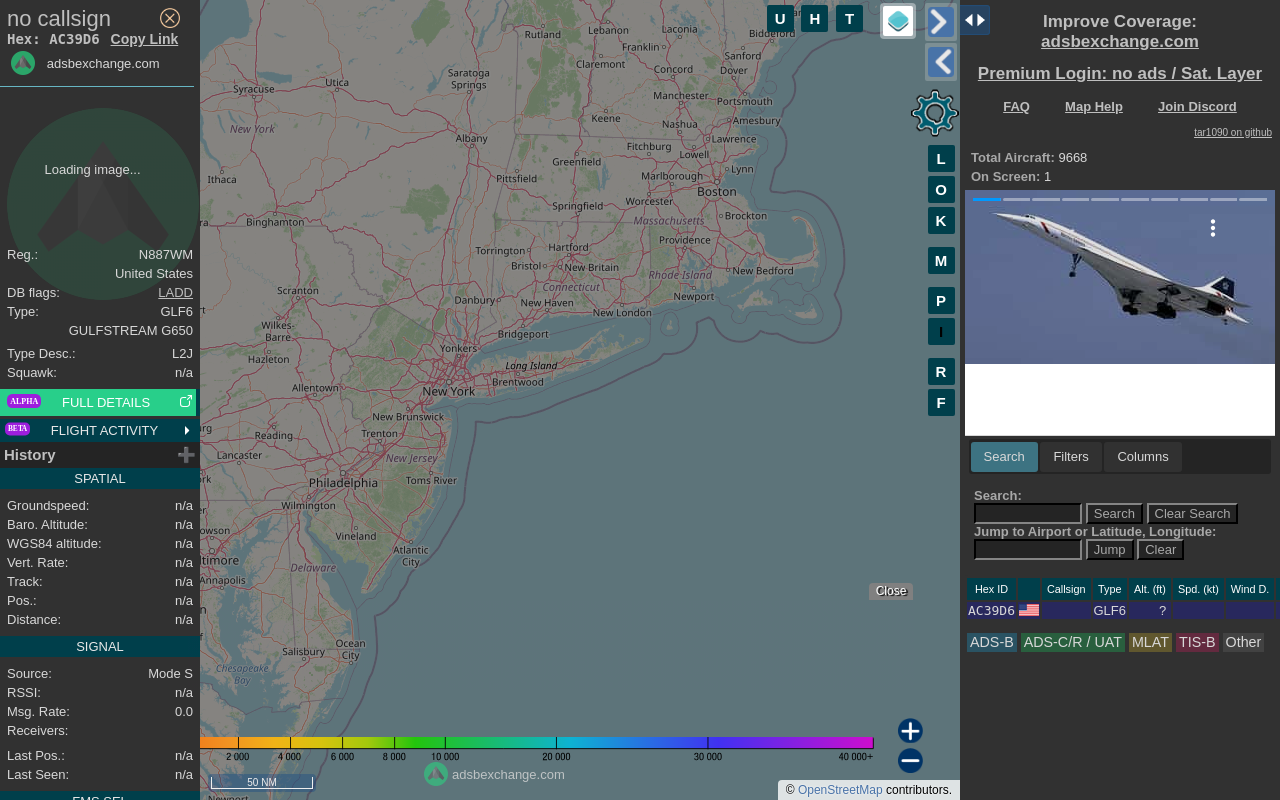 no callsign
Hex: AC39D6 Copy Link
adsbexchange.com
Loading image...
Reg.: N887WM
United States
DB flags: LADD
Type: GLF6
GULFSTREAM G650
Type Desc.: L2J
Squawk: n/a
ALPHA FULL DETAILS
BETA FLIGHT ACTIVITY
History
SPATIAL
Groundspeed: n/a
Baro. Altitude: n/a
WGS84 altitude: n/a
Vert. Rate: n/a
Track: n/a
Pos.: n/a
Distance: n/a
SIGNAL
Source: Mode S
RSSI: n/a
Msg. Rate: 0.0
Receivers:
Last Pos.: n/a
Last Seen: n/a
FMS SEL
U H T
L
O
K
M
P
I
R
F
Rutland
Lebanon
Laconia
Biddeford
Franklin
Sanford
Claremont
Concord
Dover
Saratoga
Springs
Utica
Syracuse
Manchester
Portsmouth
Keene
Nashua
Amesbury
New York
Albany
Lawrence
Fitchburg
Lowell
Greenfield
Lynn
Ithaca
Pittsfield
Marlborough
Boston
Worcester
Springfield
Massachusetts
Brockton
Binghamton
Providence
Torrington
Hartford
Bristol
New Britain
Rhode Island
New Bedford
Connecticut
Newport
Scranton
Danbury
New Haven
New London
Wilkes-
Barre
Bridgeport
Yonkers
Hazleton
Long Island
Brentwood
Allentown
New York
New Brunswick
Reading
Trenton
Lancaster
New Jersey
Philadelphia
Toms River
Wilmington
Vineland
Atlantic
City
Delaware
Annapolis
Ocean
City
Salisbury
Chesapeake
Bay
Close
2 000 4 000 6 000 8 000 10 000 20 000 30 000 40 000+
50 NM
adsbexchange.com
© OpenStreetMap contributors.
Improve Coverage:
adsbexchange.com
Premium Login: no ads / Sat. Layer
FAQ Map Help Join Discord
tar1090 on github
Total Aircraft: 9668
On Screen: 1
Search Filters Columns
Search:
Search Clear Search
Jump to Airport or Latitude, Longitude:
Jump Clear
Hex ID Callsign Type Alt. (ft) Spd. (kt) Wind D.
AC39D6 GLF6 ?
ADS-B ADS-C/R / UAT MLAT TIS-B Other